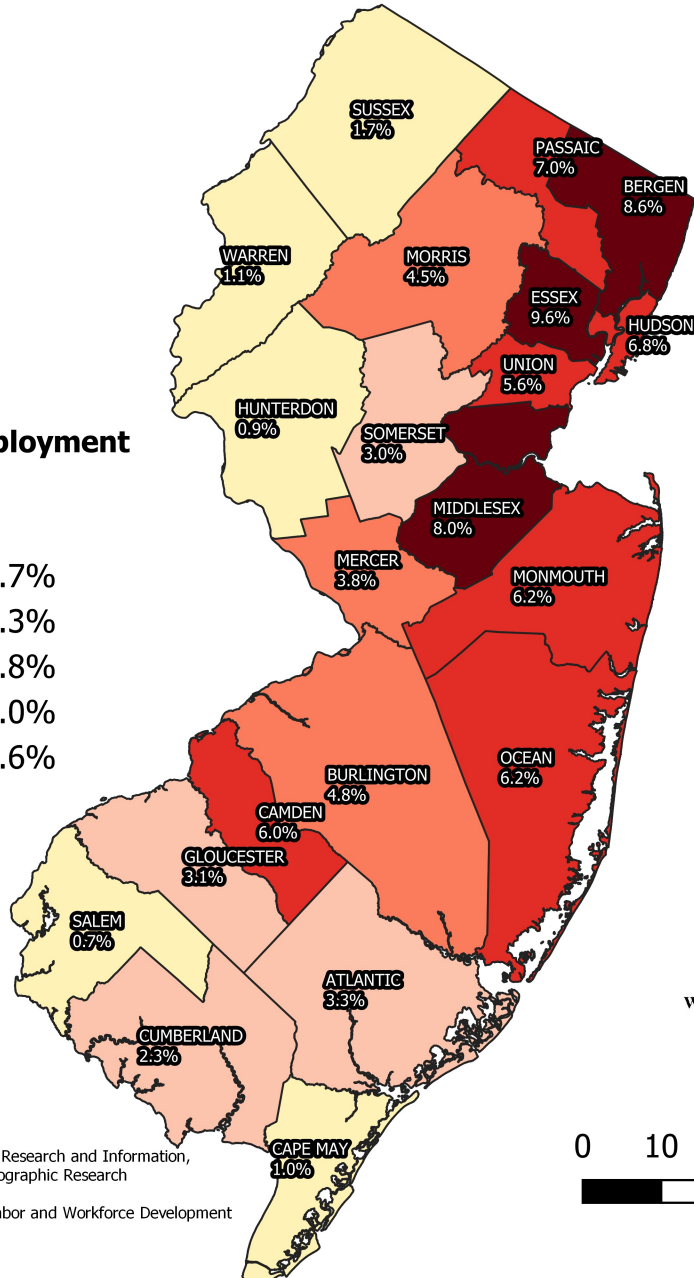 SUSSEX
1.7%
PASSAIC
7.0%
BERGEN
8.6%
WARREN
1.1%
MORRIS
4.5%
ESSEX
9.6%
HUDSON
6.8%
UNION
5.6%
HUNTERDON
0.9%
SOMERSET
3.0%
ployment
MIDDLESEX
8.0%
MERCER
3.8%
MONMOUTH
6.2%
.7%
.3%
.8%
.0%
.6%
OCEAN
6.2%
BURLINGTON
4.8%
CAMDEN
6.0%
GLOUCESTER
3.1%
SALEM
0.7%
ATLANTIC
3.3%
W
CUMBERLAND
2.3%
CAPE MAY
1.0%
Research and Information,
ographic Research
abor and Workforce Development
0 10